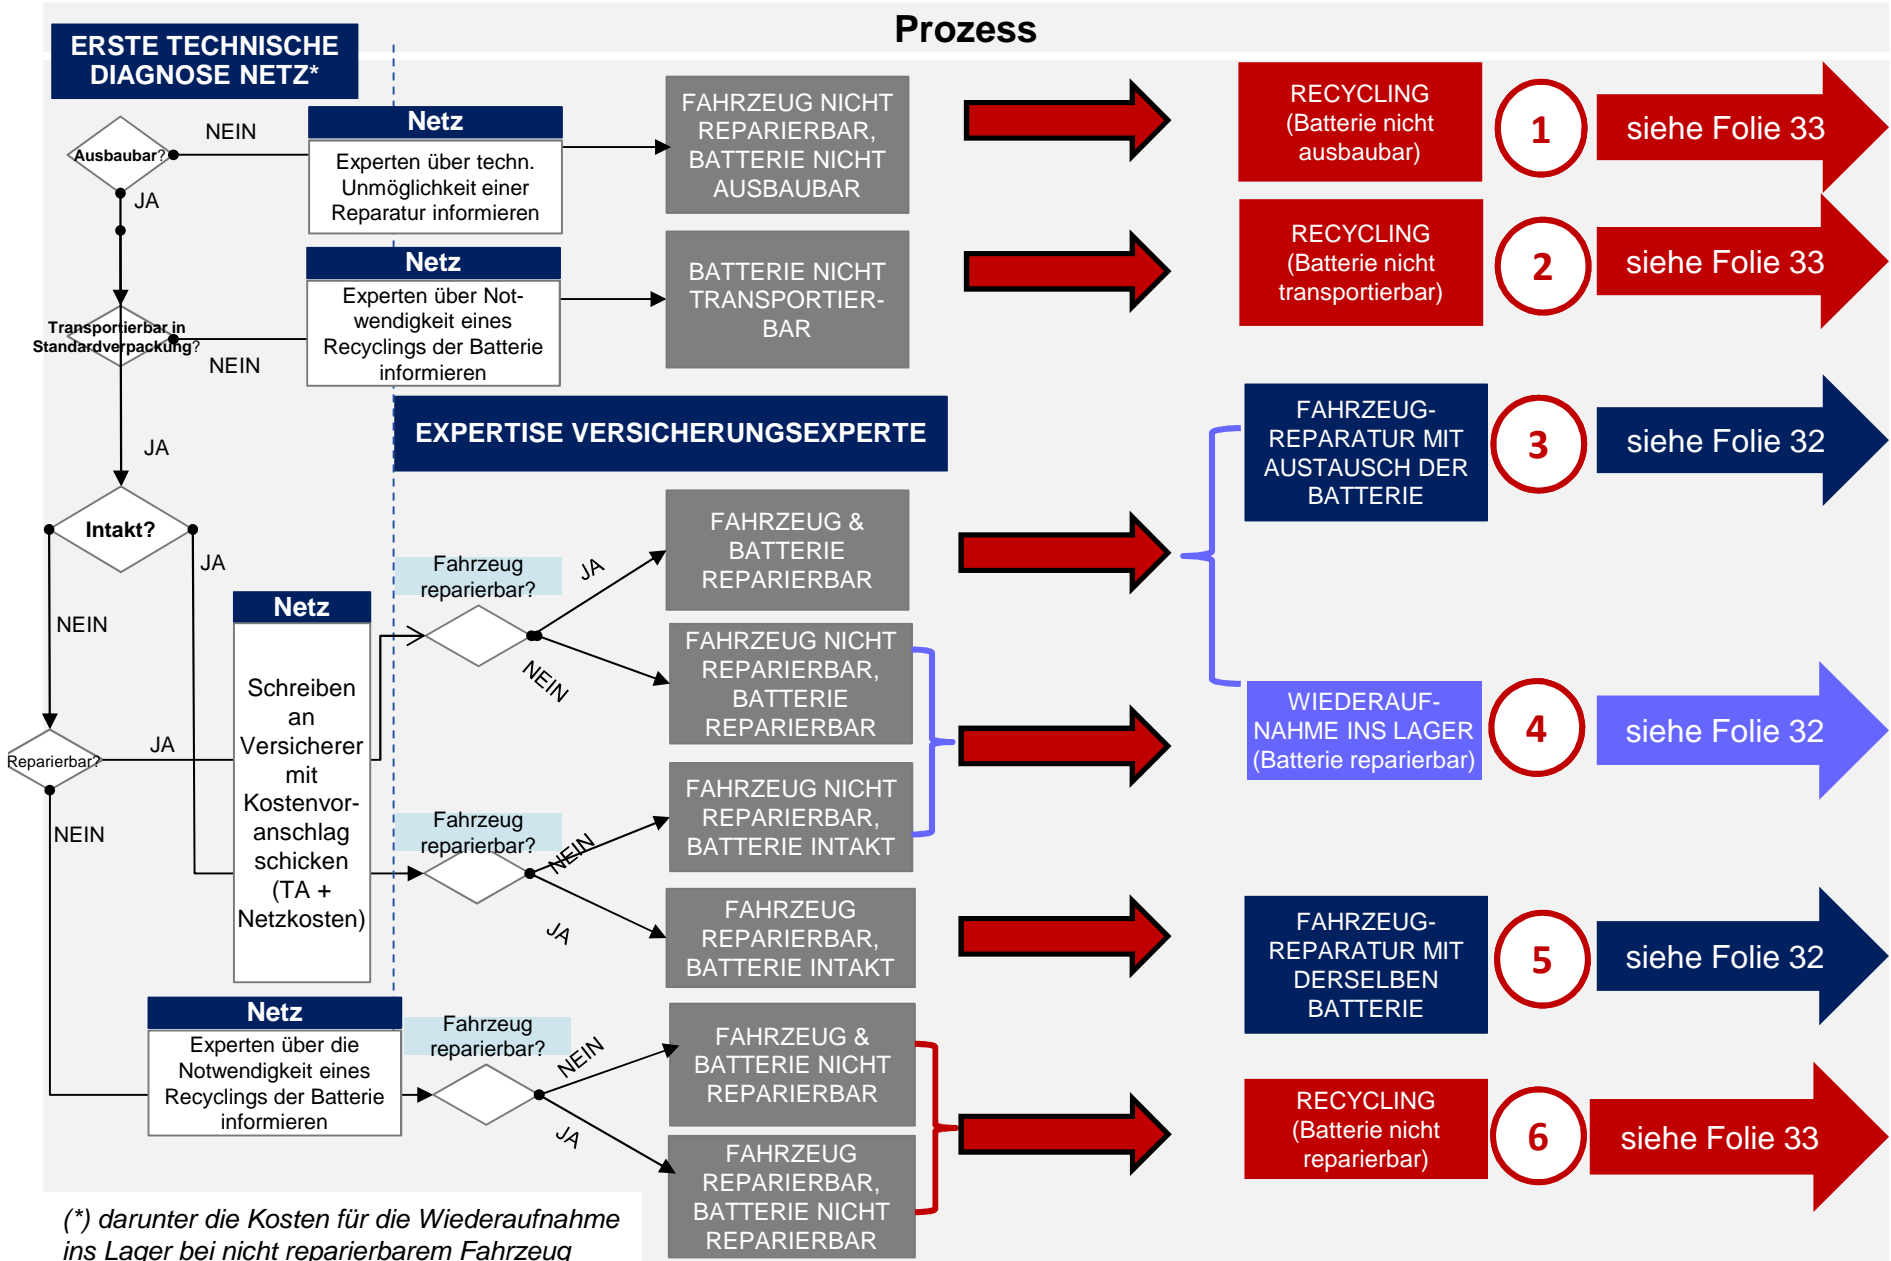 Prozess
ERSTE TECHNISCHE
DIAGNOSE NETZ*
Ausbaubar?
NEIN
JA
Netz
Experten über techn.
Unmöglichkeit einer
Reparatur informieren
FAHRZEUG NICHT
REPARIERBAR,
BATTERIE NICHT
AUSBAUBAR
RECYCLING
(Batterie nicht
ausbaubar)
1
siehe Folie 33
Transportierbar in
Standardverpackung?
NEIN
JA
Netz
Experten über Not-
wendigkeit eines
Recyclings der Batterie
informieren
BATTERIE NICHT
TRANSPORTIER-
BAR
RECYCLING
(Batterie nicht
transportierbar)
2
siehe Folie 33
EXPERTISE VERSICHERUNGSEXPERTE
Intakt?
JA
NEIN
Reparierbar?
JA
NEIN
Netz
Schreiben
an
Versicherer
mit
Kostenvor-
anschlag
schicken
(TA +
Netzkosten)
Fahrzeug
reparierbar?
JA
NEIN
FAHRZEUG &
BATTERIE
REPARIERBAR
FAHRZEUG NICHT
REPARIERBAR,
BATTERIE
REPARIERBAR
FAHRZEUG-
REPARATUR MIT
AUSTAUSCH DER
BATTERIE
3
siehe Folie 32
WIEDERAUF-
NAHME INS LAGER
(Batterie reparierbar)
4
siehe Folie 32
Fahrzeug
reparierbar?
NEIN
JA
FAHRZEUG NICHT
REPARIERBAR,
BATTERIE INTAKT
FAHRZEUG
REPARIERBAR,
BATTERIE INTAKT
FAHRZEUG-
REPARATUR MIT
DERSELBEN
BATTERIE
5
siehe Folie 32
Netz
Experten über die
Notwendigkeit eines
Recyclings der Batterie
informieren
Fahrzeug
reparierbar?
NEIN
JA
FAHRZEUG &
BATTERIE NICHT
REPARIERBAR
FAHRZEUG
REPARIERBAR,
BATTERIE NICHT
REPARIERBAR
RECYCLING
(Batterie nicht
reparierbar)
6
siehe Folie 33
(*) darunter die Kosten für die Wiederaufnahme
ins Lager bei nicht reparierbarem Fahrzeug